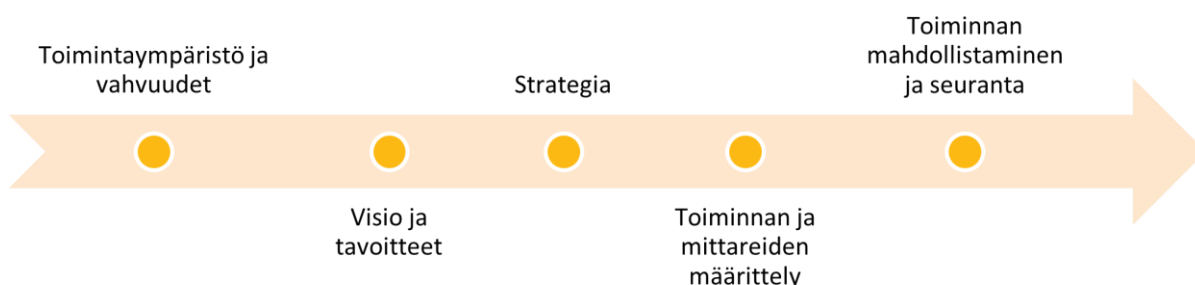 Toimintaympäristö ja
vahvuudet
Visio ja
tavoitteet
Strategia
Toiminnan ja
mittareiden
määrittely
Toiminnan
mahdollistaminen
ja seuranta